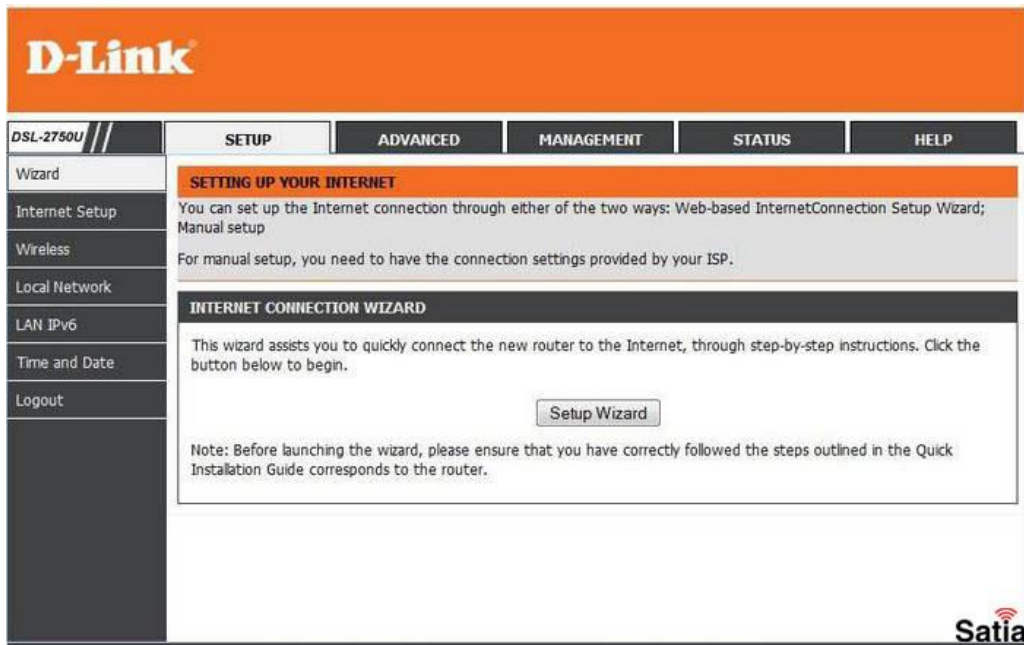 D-Link
DSL-2750U
SETUP
ADVANCED
MANAGEMENT
STATUS
HELP
Wizard
Internet Setup
Wireless
Local Network
LAN IPv6
Time and Date
Logout
SETTING UP YOUR INTERNET
You can set up the Internet connection through either of the two ways: Web-based InternetConnection Setup Wizard;
Manual setup
For manual setup, you need to have the connection settings provided by your ISP.
INTERNET CONNECTION WIZARD
This wizard assists you to quickly connect the new router to the Internet, through step-by-step instructions. Click the
button below to begin.
Setup Wizard
Note: Before launching the wizard, please ensure that you have correctly followed the steps outlined in the Quick
Installation Guide corresponds to the router.
Satia